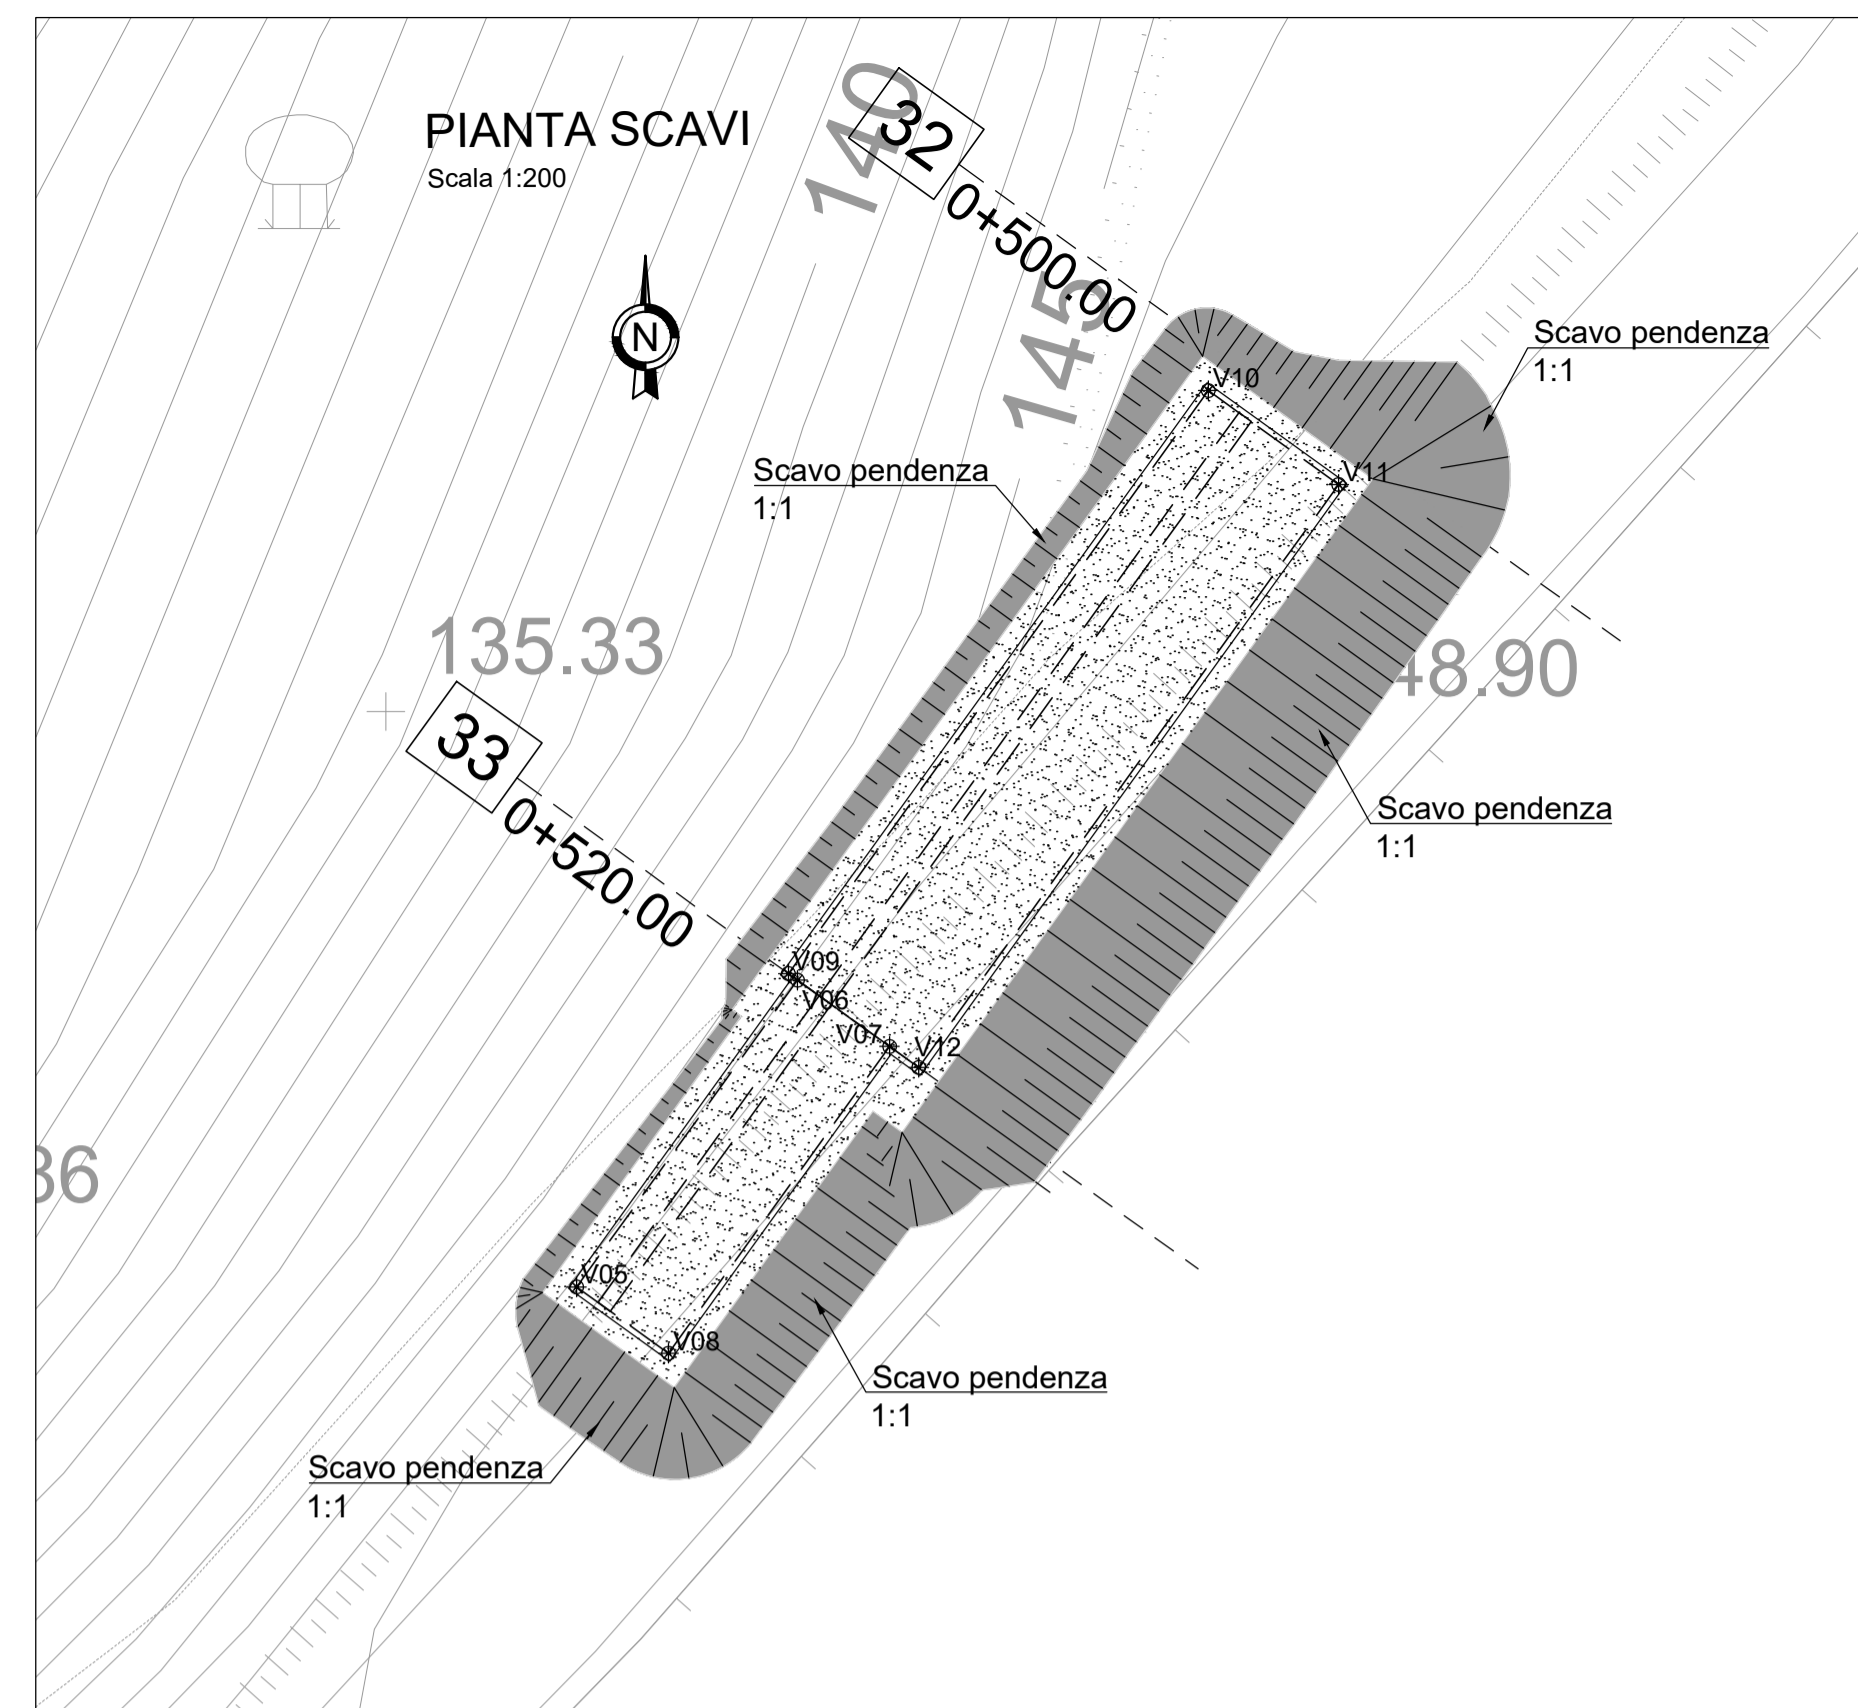 PIANTA SCAVI
Scala 1:200
N
140
32
0+500.00
145
Scavo pendenza
1:1
V10
V11
Scavo pendenza
1:1
135.33
48.90
33
0+520.00
Scavo pendenza
1:1
V09
V06
V07
V12
36
V05
V08
Scavo pendenza
1:1
Scavo pendenza
1:1